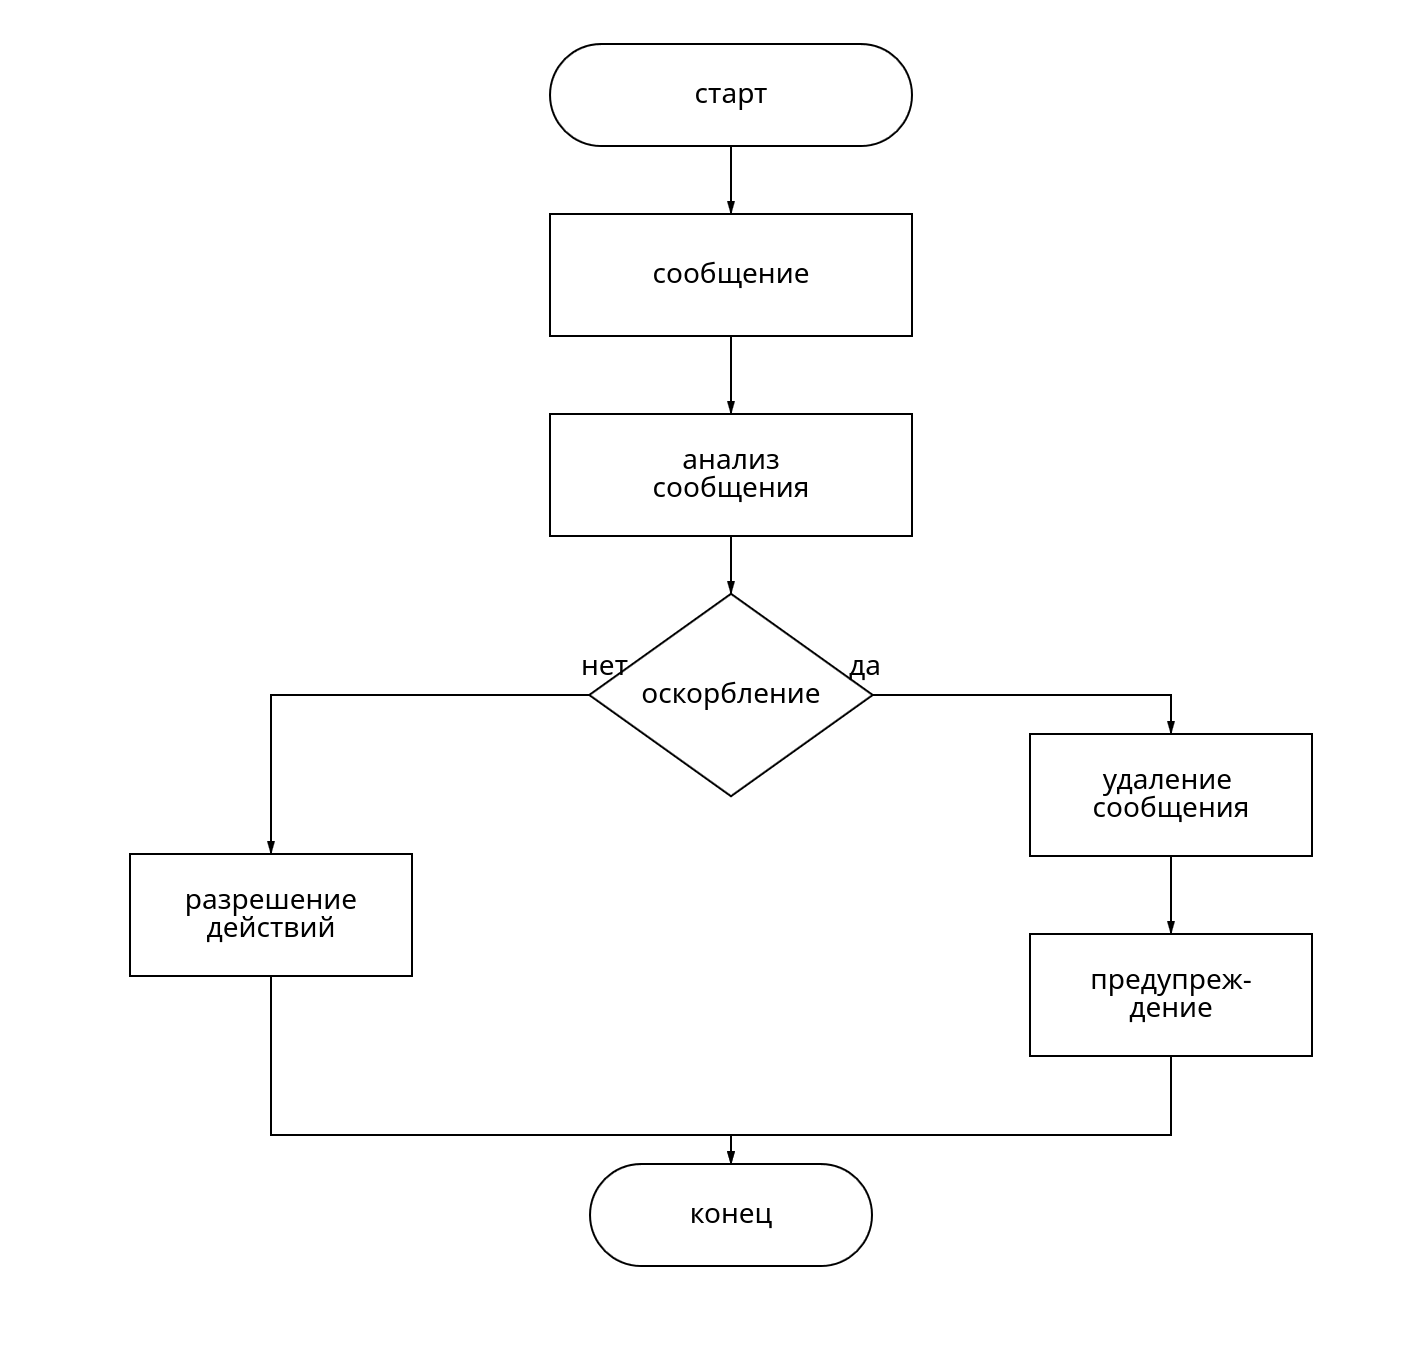 старт
сообщение
анализ
сообщения
нет
да
оскорбление
удаление
сообщения
разрешение
действий
предупреж-
дение
конец